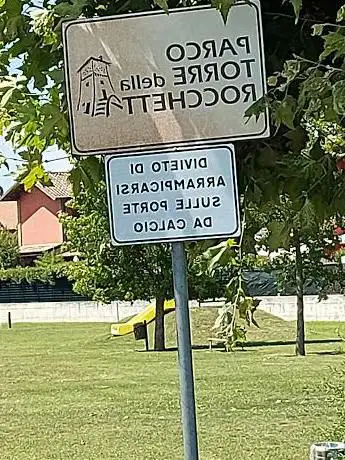 PARCO
TORRE della
ROCCHETTA
DIVIETO DI
ARRAMPICARSI
SULLE PORTE
DA CALCIO